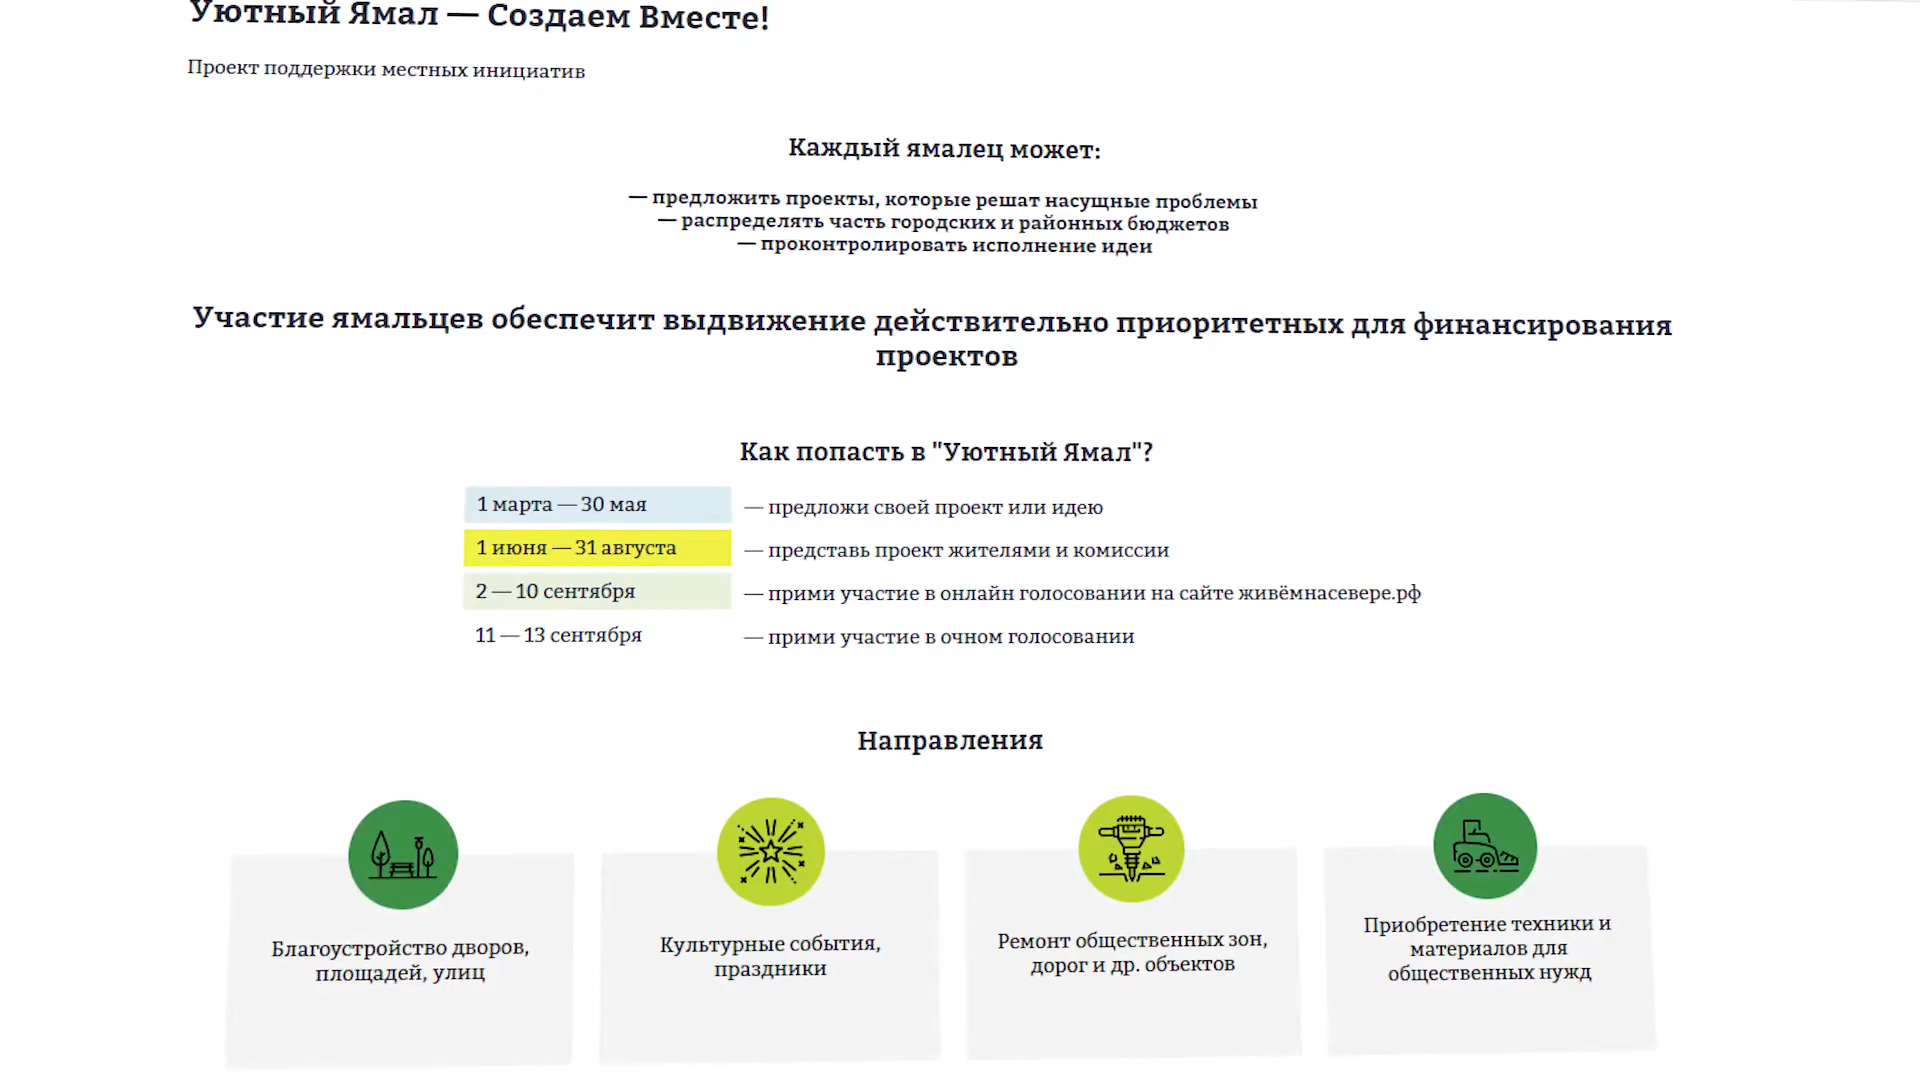 Уютный Ямал — Создаем Вместе!
Проект поддержки местных инициатив
Каждый ямалец может:
— предложить проекты, которые решат насущные проблемы
— распределять часть городских и районных бюджетов
— проконтролировать исполнение идеи
Участие ямальцев обеспечит выдвижение действительно приоритетных для финансирования
проектов
Как попасть в "Уютный Ямал"?
1 марта — 30 мая — предложи своей проект или идею
1 июня — 31 августа — представь проект жителями и комиссии
2 — 10 сентября — прими участие в онлайн голосовании на сайте живёмнасевере.рф
11 — 13 сентября — прими участие в очном голосовании
Направления
Благоустройство дворов,
площадей, улиц
Культурные события,
праздники
Ремонт общественных зон,
дорог и др. объектов
Приобретение техники и
материалов для
общественных нужд